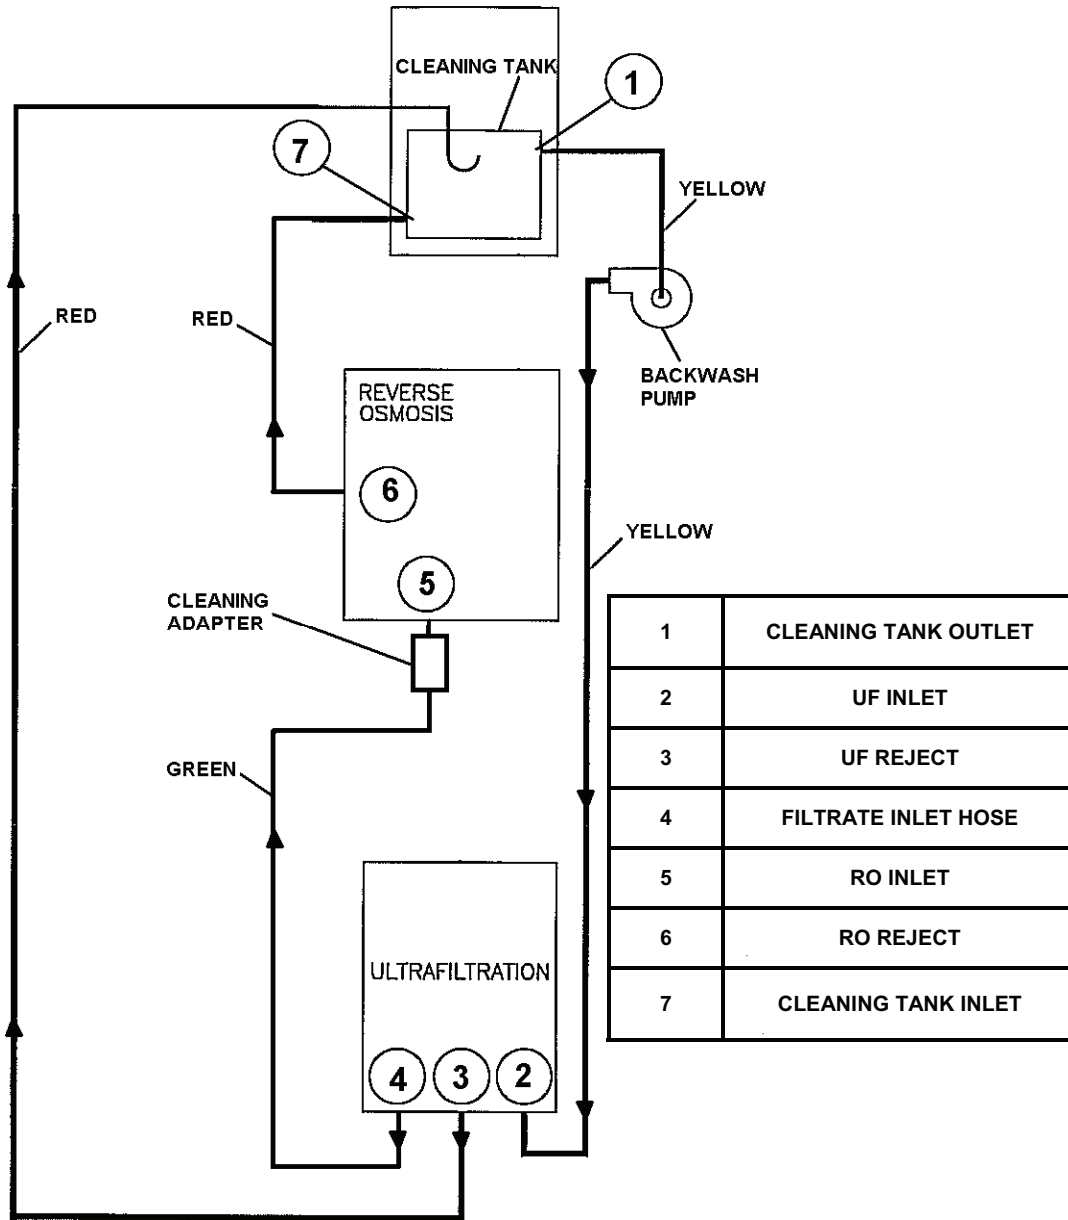 CLEANING TANK
1
7
YELLOW
RED
RED
BACKWASH
PUMP
REVERSE
OSMOSIS
6
YELLOW
5
CLEANING
ADAPTER
GREEN
ULTRAFILTRATION
4 3 2
1 CLEANING TANK OUTLET
2 UF INLET
3 UF REJECT
4 FILTRATE INLET HOSE
5 RO INLET
6 RO REJECT
7 CLEANING TANK INLET